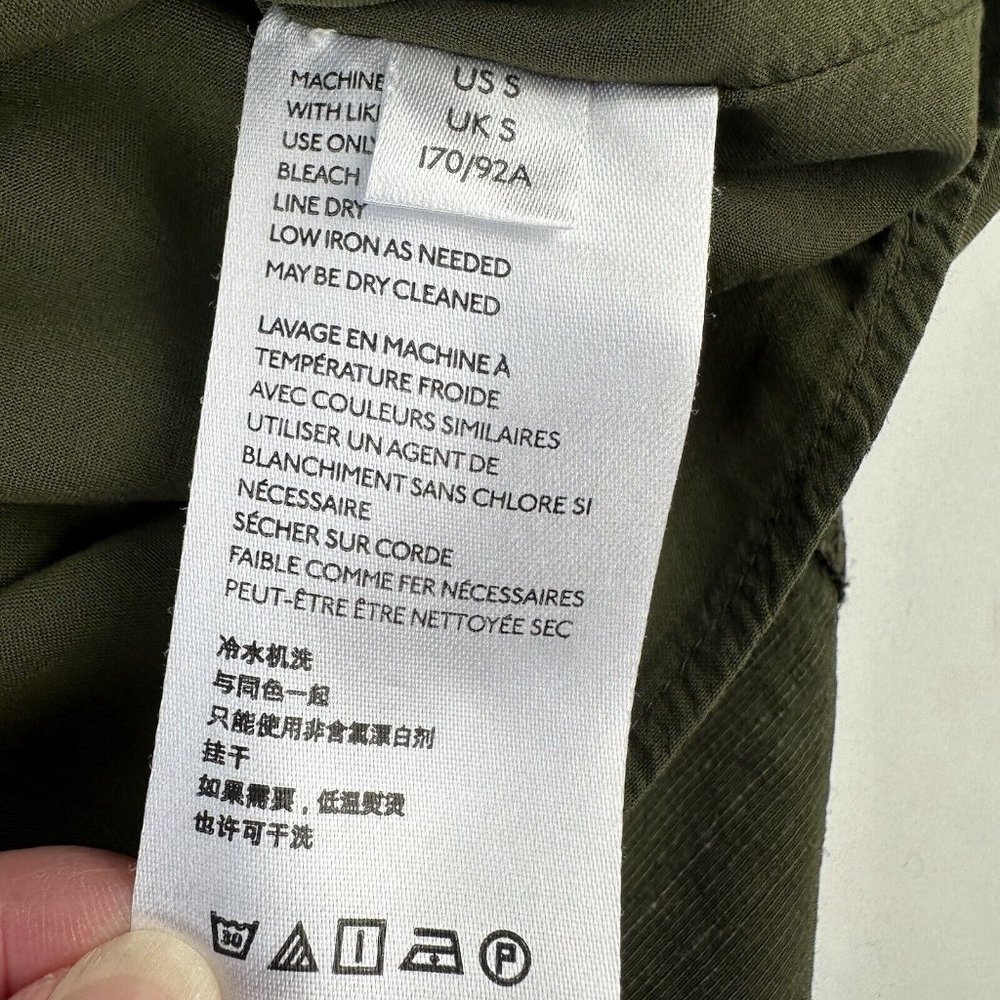 US S
UK S
170/92A
MACHINE
WITH
USE
BLEACH
LINE DRY
LOW IRON AS NEEDED
MAY BE DRY CLEANED
LAVAGE EN MACHINE À
TEMPÉRATURE FROIDE
AVEC COULEURS SIMILAIRES
UTILISER UN AGENT DE
BLANCHIMENT SANS CHLORE SI
NÉCESSAIRE
SÉCHER SUR CORDE
FAIBLE COMME FER NÉCESSAIRES
PEUT-ÊTRE ÊTRE NETTOYÉE SEC
冷水机洗
与同色一起
只能使用非含氯漂白剂
挂干
如果需要，低温熨烫
也许可干洗
30
P